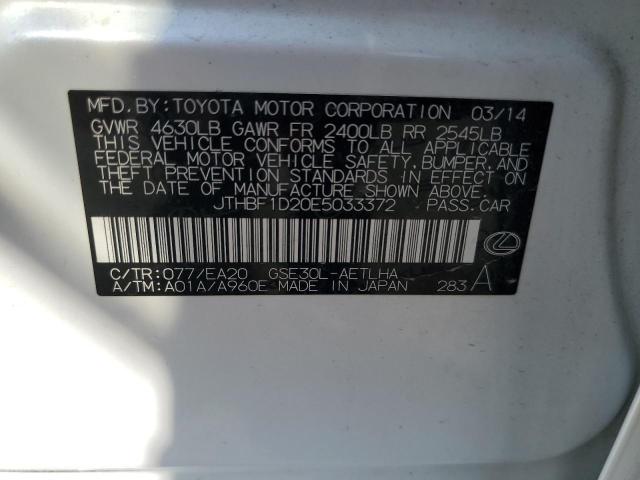 MFD.BY:TOYOTA MOTOR CORPORATION 03/14
GVWR 4630LB GAWR FR 2400LB RR 2545LB
THIS VEHICLE CONFORMS TO ALL APPLICABLE
FEDERAL MOTOR VEHICLE SAFETY,BUMPER,AND
THEFT PREVENTION STANDARDS IN EFFECT ON
THE DATE OF MANUFACTURE SHOWN ABOVE.
JTHBF1D20E5033372 PASS.CAR
C/TR:077/EA20 GSE30L-AETLHA
A/TM:A01A/A960E MADE IN JAPAN 283 A